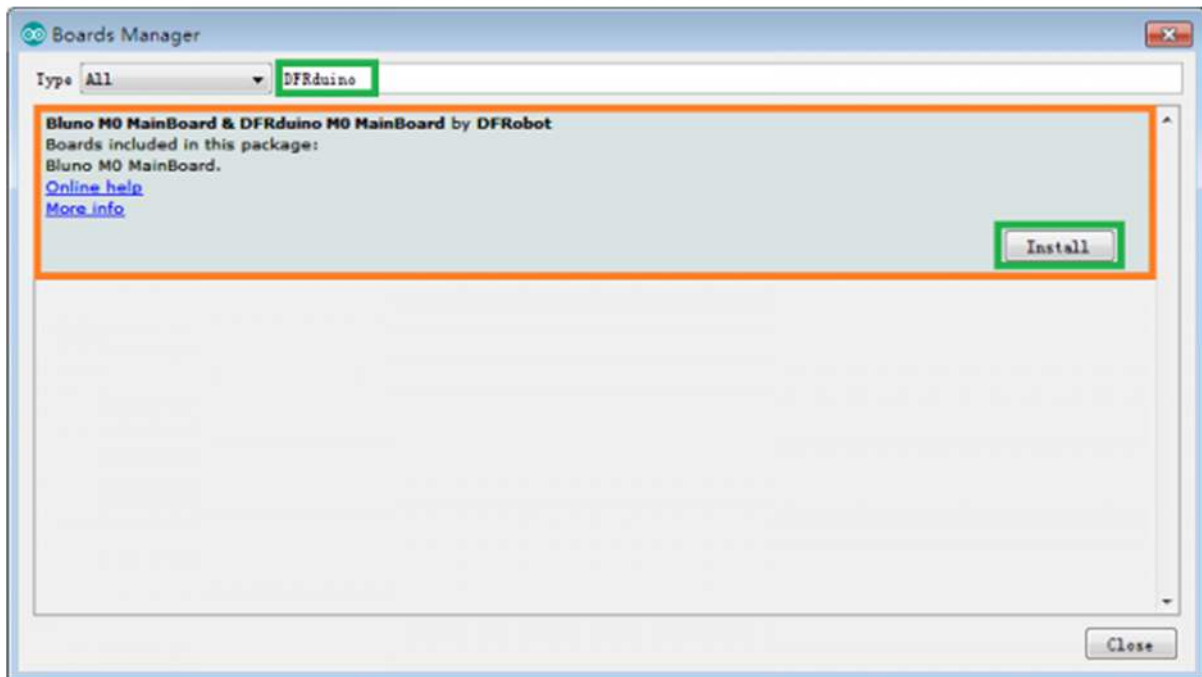 Boards Manager
Type All DFRduino
Bluno M0 MainBoard & DFRduino M0 MainBoard by DFRobot
Boards included in this package:
Bluno M0 MainBoard.
Online help
More info
Install
Close